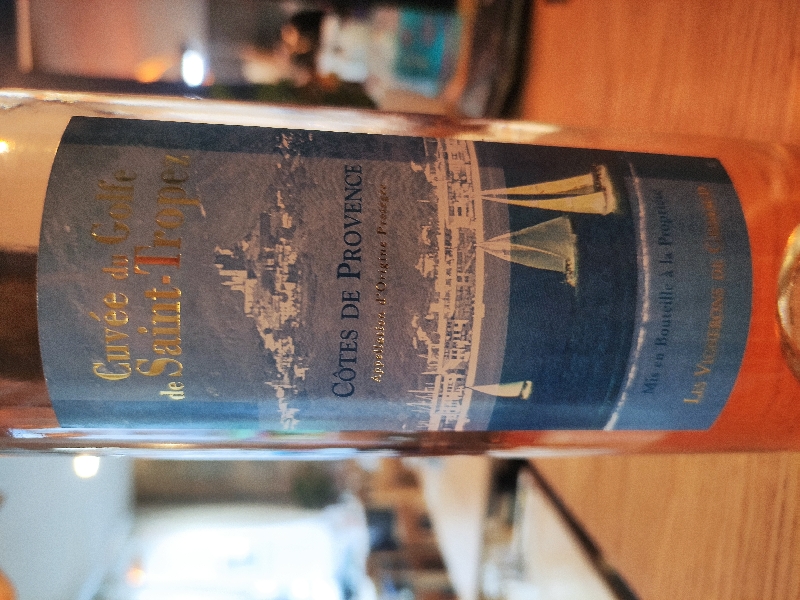 Cuvée du Golfe
de Saint-Tropez
CÔTES DE PROVENCE
Appellation d'Origine Protégée
Mis en Bouteille à la Propriété
LES VIGNERONS DE